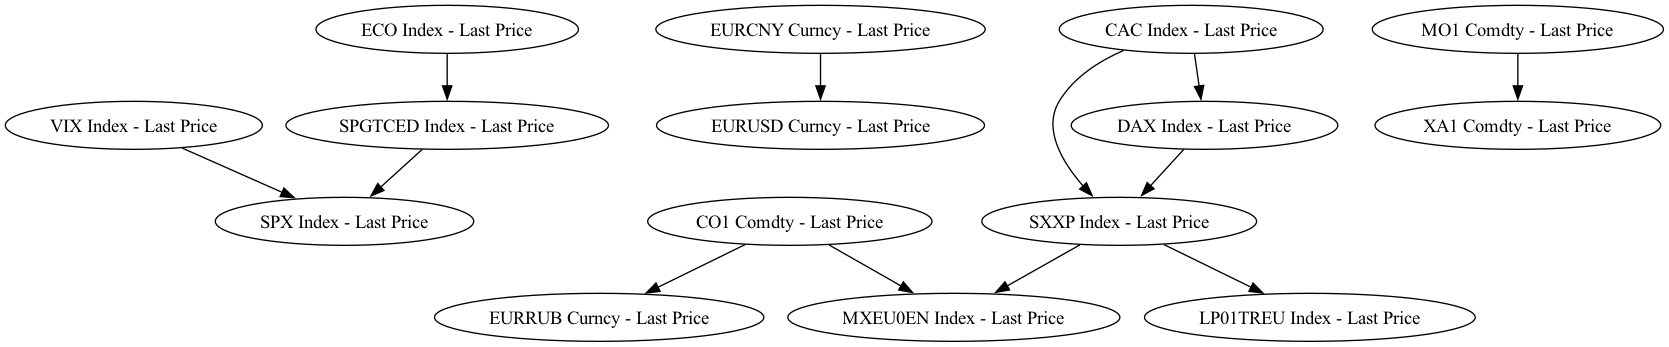 ECO Index - Last Price
EURCNY Curncy - Last Price
CAC Index - Last Price
MO1 Comdty - Last Price
VIX Index - Last Price
SPGTCED Index - Last Price
EURUSD Curncy - Last Price
DAX Index - Last Price
XA1 Comdty - Last Price
SPX Index - Last Price
CO1 Comdty - Last Price
SXXP Index - Last Price
EURRUB Curncy - Last Price
MXEU0EN Index - Last Price
LP01TREU Index - Last Price